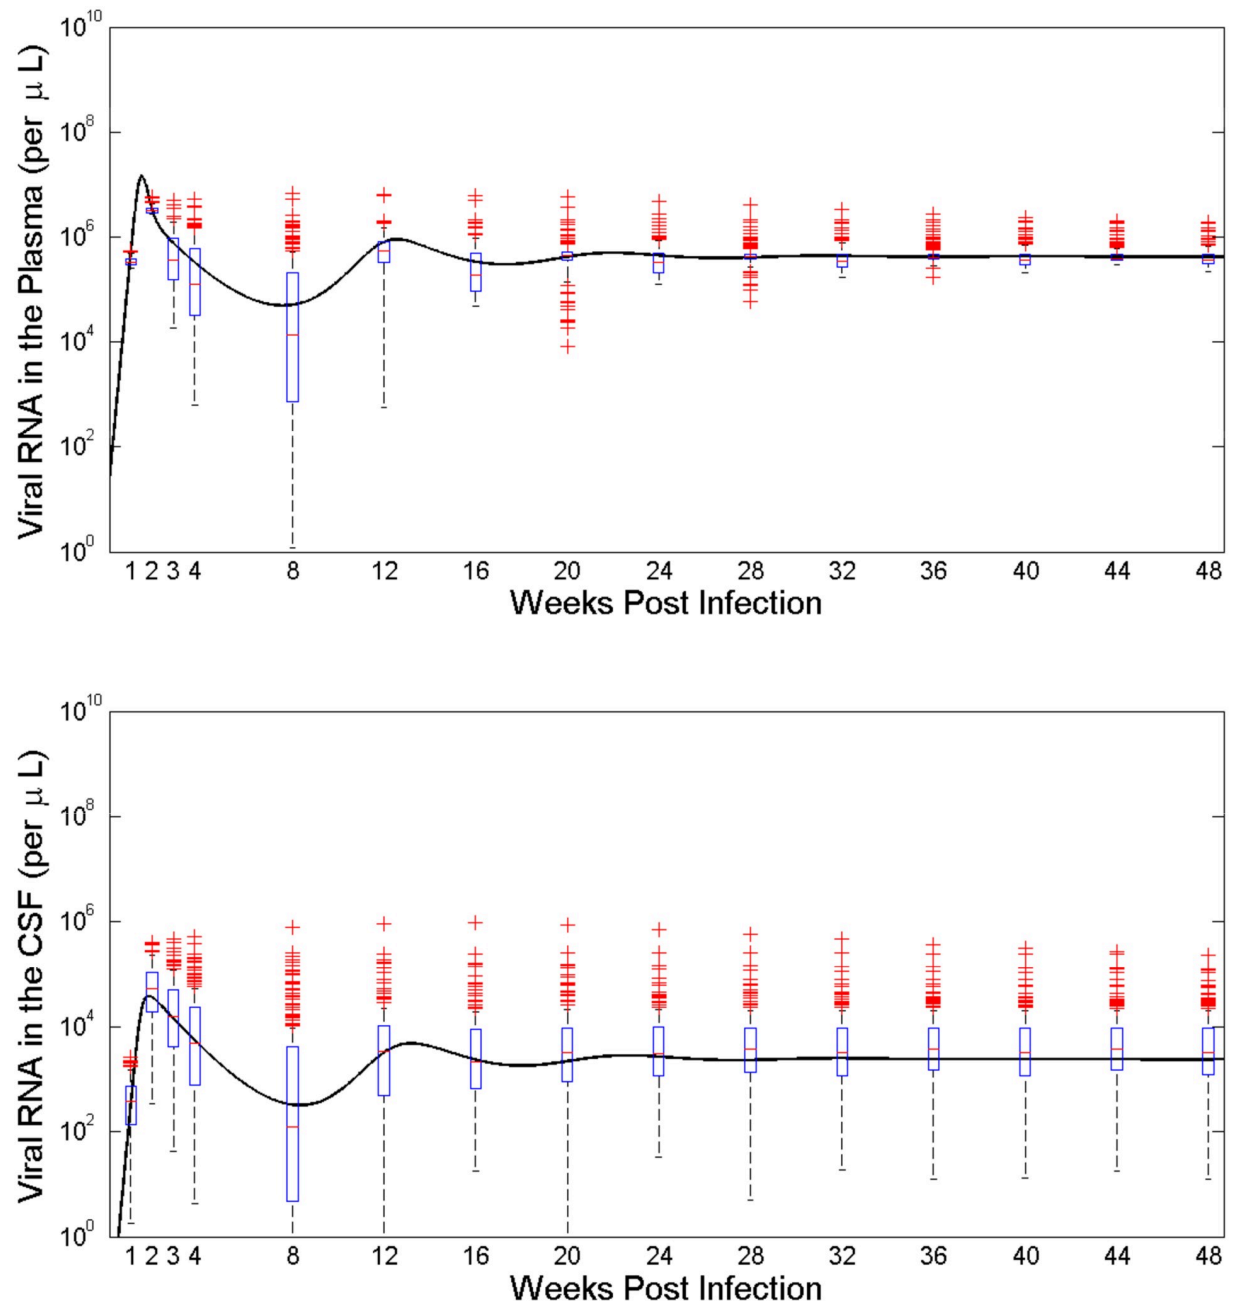 Viral RNA in the Plasma (per μ L)
10^10
10^8
10^6
10^4
10^2
10^0
1 2 3 4 8 12 16 20 24 28 32 36 40 44 48
Weeks Post Infection
Viral RNA in the CSF (per μ L)
10^10
10^8
10^6
10^4
10^2
10^0
1 2 3 4 8 12 16 20 24 28 32 36 40 44 48
Weeks Post Infection